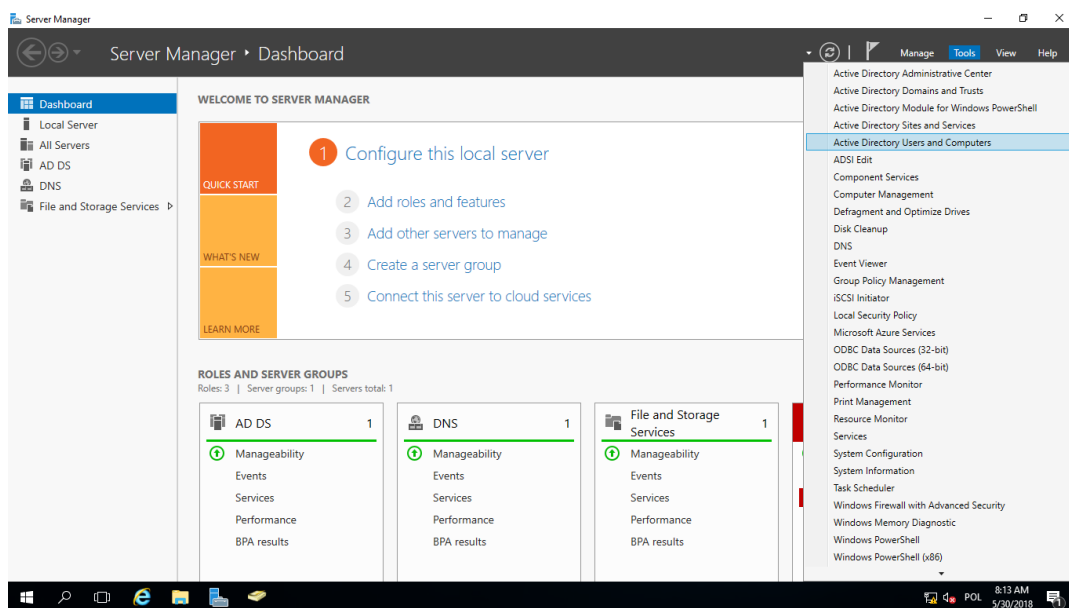 Server Manager
Server Manager • Dashboard
Manage Tools View Help
Dashboard
Local Server
All Servers
AD DS
DNS
File and Storage Services
WELCOME TO SERVER MANAGER
QUICK START
WHAT'S NEW
LEARN MORE
1 Configure this local server
2 Add roles and features
3 Add other servers to manage
4 Create a server group
5 Connect this server to cloud services
ROLES AND SERVER GROUPS
Roles: 3 | Server groups: 1 | Servers total: 1
AD DS 1
Manageability
Events
Services
Performance
BPA results
DNS 1
Manageability
Events
Services
Performance
BPA results
File and Storage
Services 1
Manageability
Events
Services
Performance
BPA results
Active Directory Administrative Center
Active Directory Domains and Trusts
Active Directory Module for Windows PowerShell
Active Directory Sites and Services
Active Directory Users and Computers
ADSI Edit
Component Services
Computer Management
Defragment and Optimize Drives
Disk Cleanup
DNS
Event Viewer
Group Policy Management
iSCSI Initiator
Local Security Policy
Microsoft Azure Services
ODBC Data Sources (32-bit)
ODBC Data Sources (64-bit)
Performance Monitor
Print Management
Resource Monitor
Services
System Configuration
System Information
Task Scheduler
Windows Firewall with Advanced Security
Windows Memory Diagnostic
Windows PowerShell
Windows PowerShell (x86)
POL
8:13 AM
5/30/2018
1